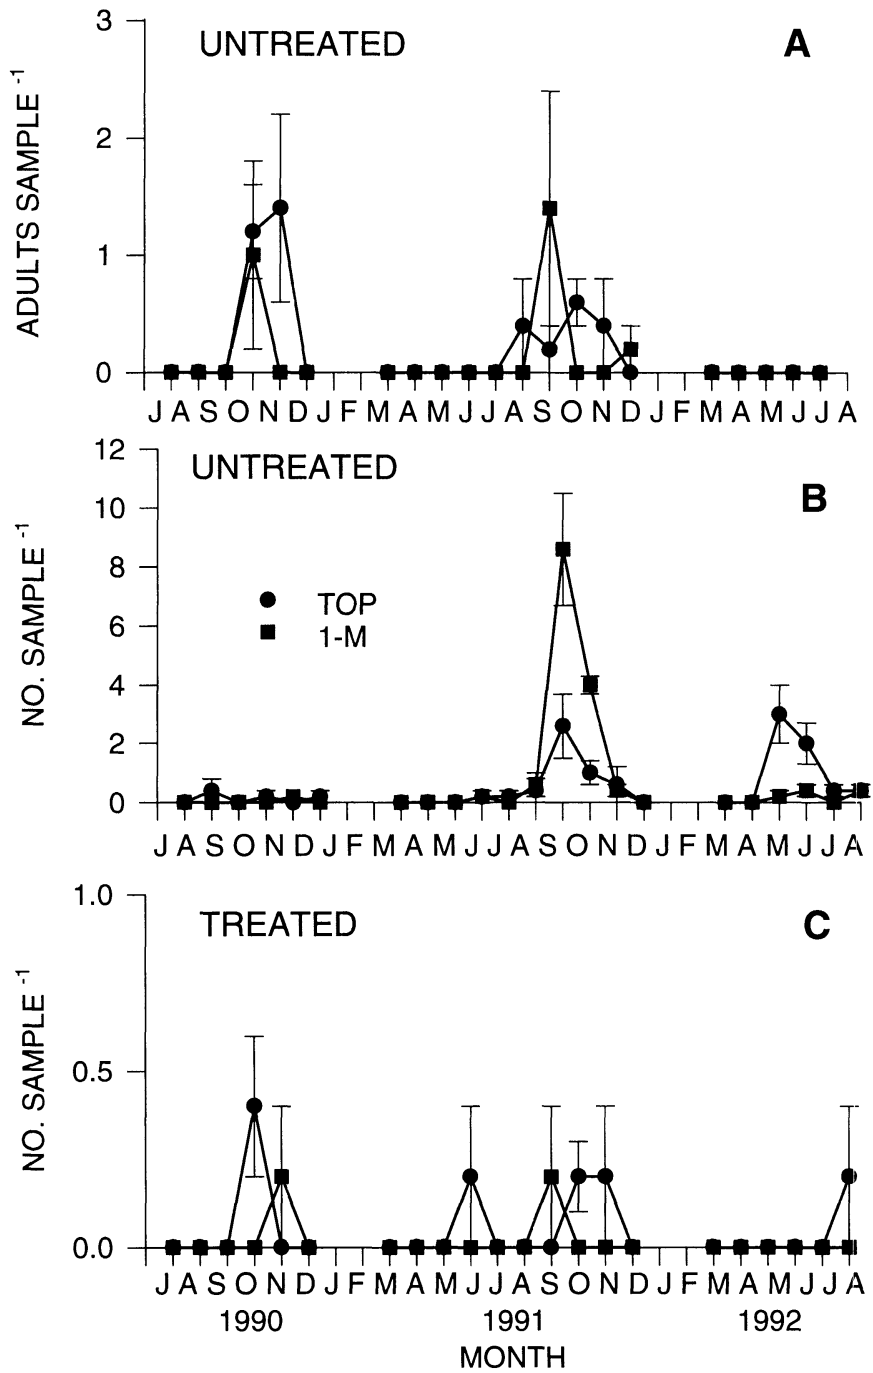 UNTREATED
A
ADULTS SAMPLE -1
3
2
1
0
J A S O N D J F M A M J J A S O N D J F M A M J J A
UNTREATED
B
NO. SAMPLE -1
12
10
8
6
4
2
0
TOP
1-M
J A S O N D J F M A M J J A S O N D J F M A M J J A
TREATED
C
NO. SAMPLE -1
1.0
0.5
0.0
J A S O N D J F M A M J J A S O N D J F M A M J J A
1990 1991 1992
MONTH